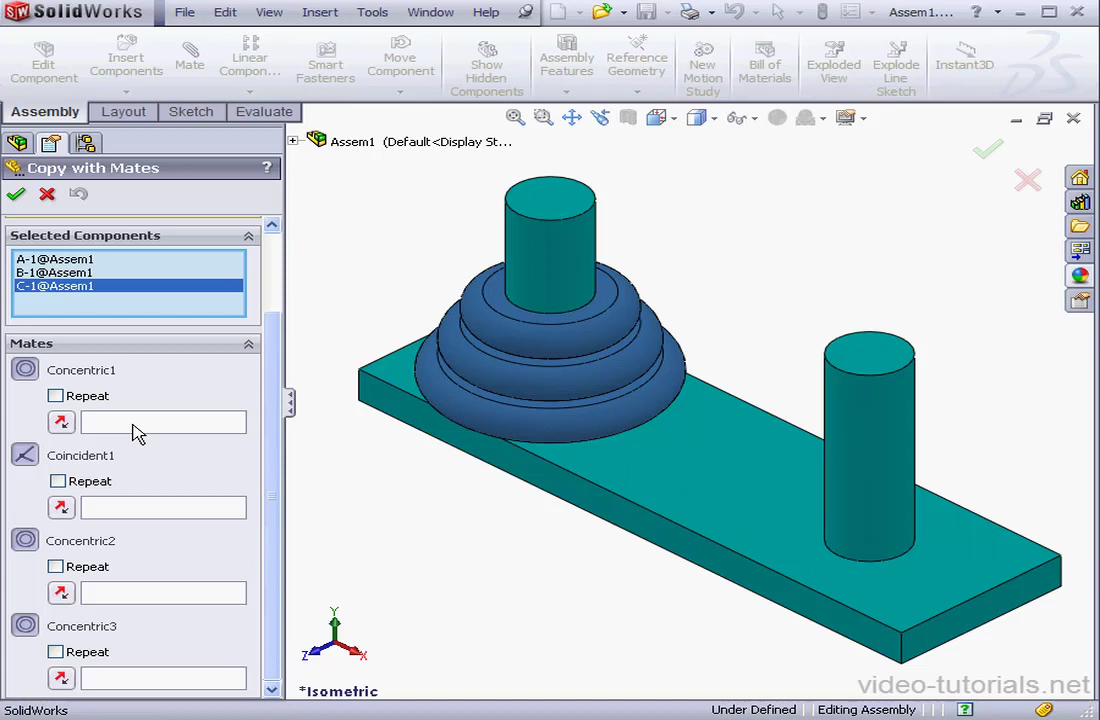 SolidWorks File Edit View Insert Tools Window Help Assem1.... ?
Edit Component
Insert Components
Mate
Linear Compon...
Smart Fasteners
Move Component
Show Hidden Components
Assembly Features
Reference Geometry
New Motion Study
Bill of Materials
Exploded View
Explode Line Sketch
Instant3D
Assembly Layout Sketch Evaluate
Assem1 (Default<Display St...
Copy with Mates ?
Selected Components
A-1@Assem1
B-1@Assem1
C-1@Assem1
Mates
Concentric1
Repeat
Coincident1
Repeat
Concentric2
Repeat
Concentric3
Repeat
Y
Z X
*Isometric
video-tutorials.net
SolidWorks Under Defined Editing Assembly ?